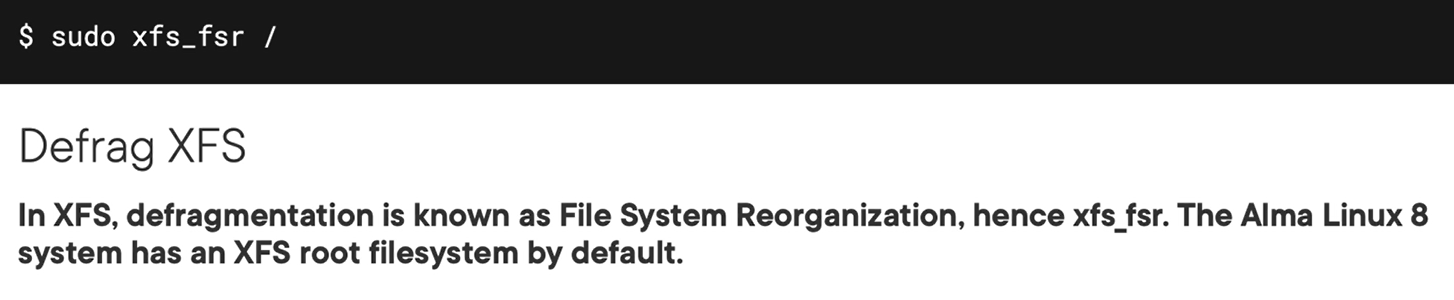 $ sudo xfs_fsr /
Defrag XFS
In XFS, defragmentation is known as File System Reorganization, hence xfs_fsr. The Alma Linux 8
system has an XFS root filesystem by default.